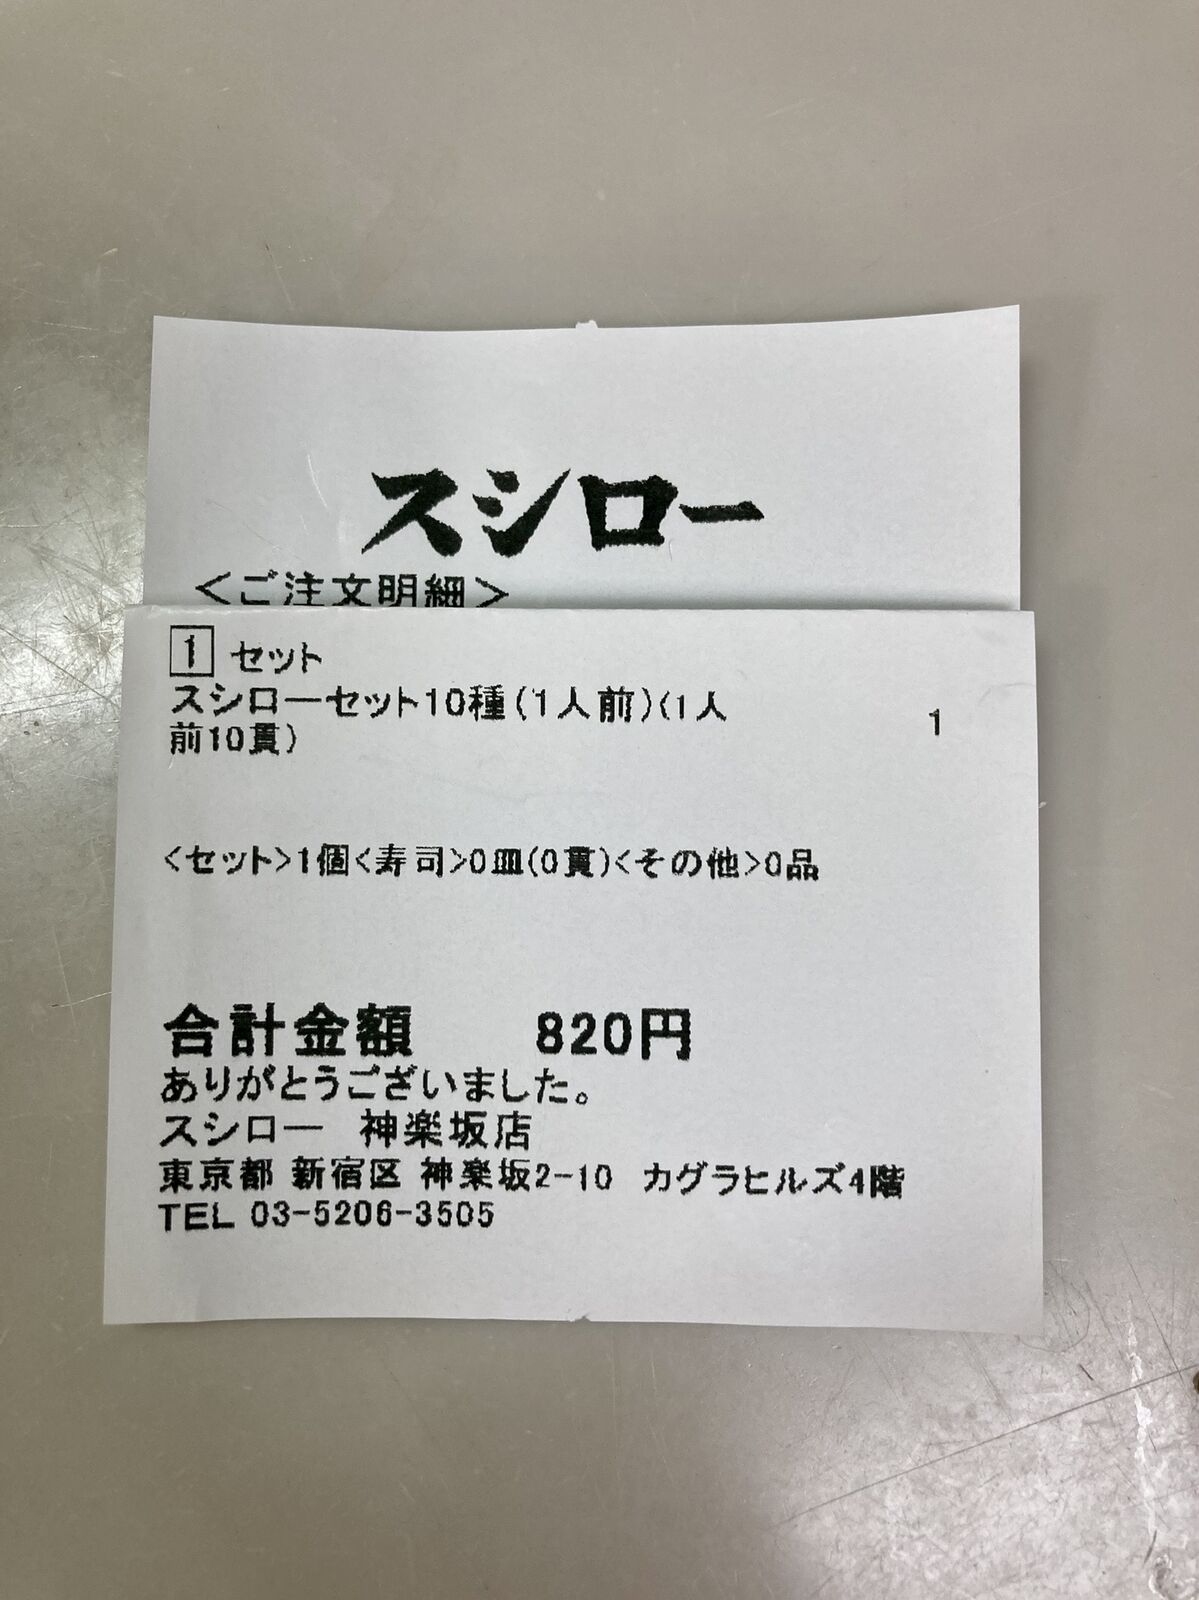 スシロー
<ご注文明細>
1 セット
スシローセット10種(1人前)(1人
前10貫) 1
<セット>1個<寿司>0皿(0貫)<その他>0品
合計金額 820円
ありがとうございました。
スシロー 神楽坂店
東京都 新宿区 神楽坂2-10 カグラヒルズ4階
TEL 03-5206-3505